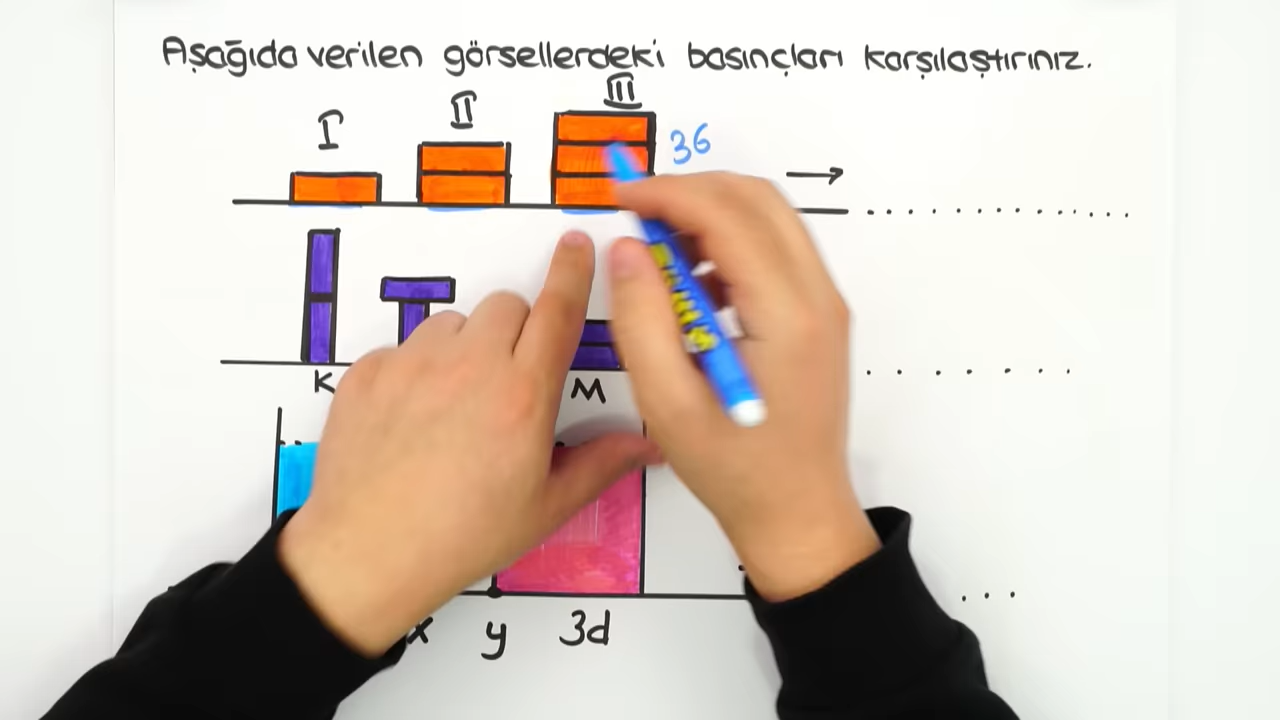 Aşağıda verilen görsellerdeki basınçları karşılaştırınız.
I II III
36
K M
x y 3d